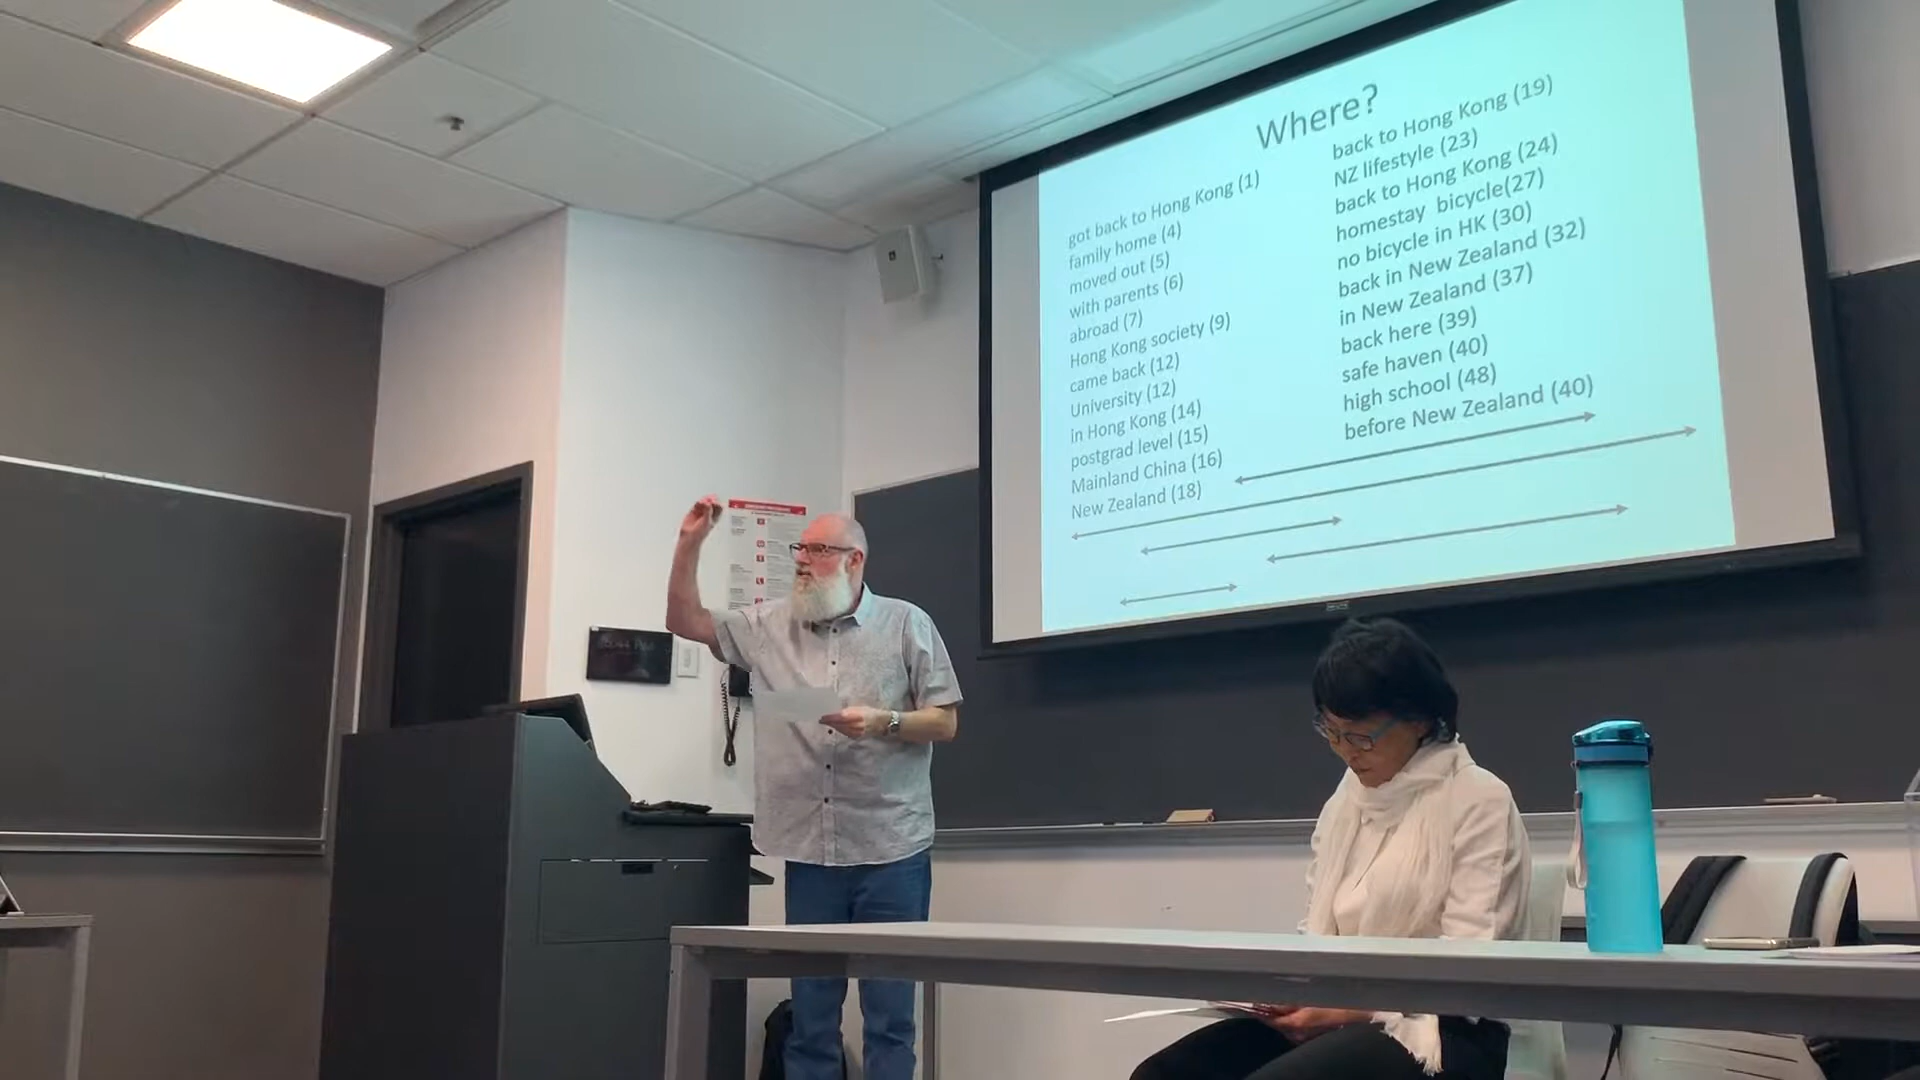 Where?
got back to Hong Kong (1)
family home (4)
moved out (5)
with parents (6)
abroad (7)
Hong Kong society (9)
came back (12)
University (12)
in Hong Kong (14)
postgrad level (15)
Mainland China (16)
New Zealand (18)
back to Hong Kong (19)
NZ lifestyle (23)
back to Hong Kong (24)
homestay bicycle(27)
no bicycle in HK (30)
back in New Zealand (32)
in New Zealand (37)
back here (39)
safe haven (40)
high school (48)
before New Zealand (40)